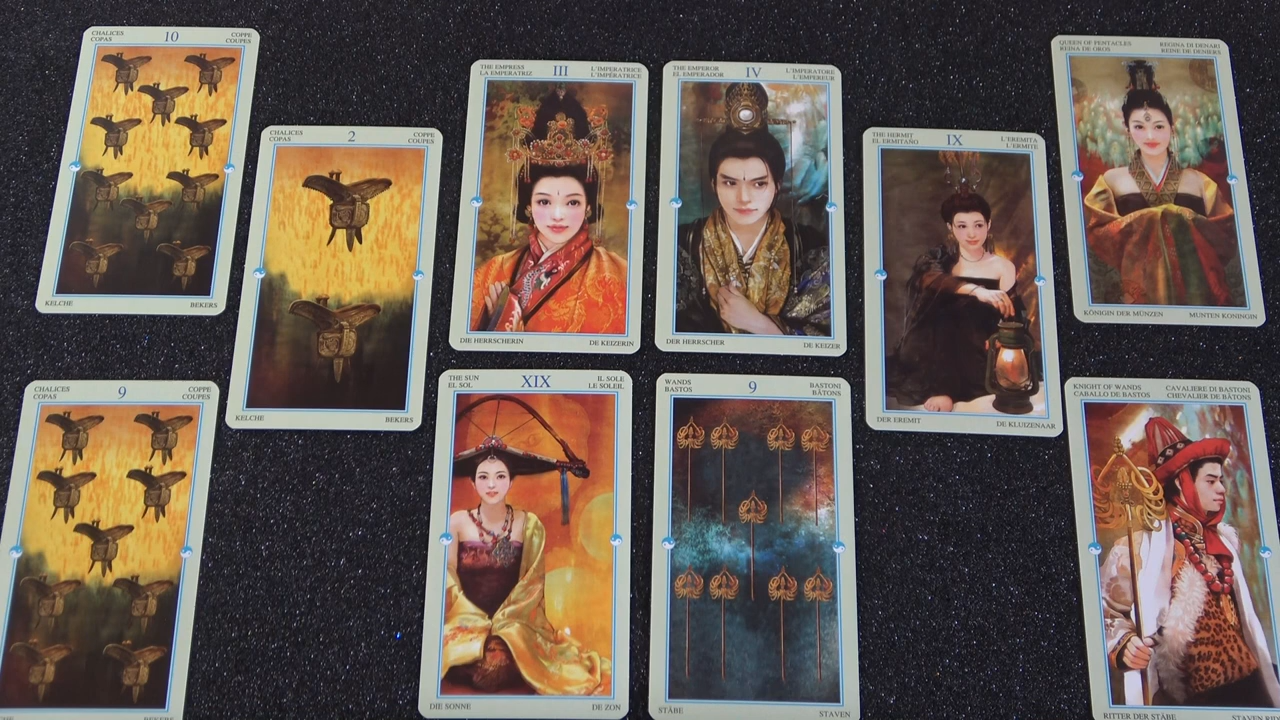 CHALICES 10 COPPE
COPAS COUPES
KELCHE BEKERS
CHALICES 2 COPPE
COPAS COUPES
KELCHE BEKERS
THE EMPRESS III L'IMPERATRICE
LA EMPERATRIZ L'IMPÉRATRICE
DIE HERRSCHERIN DE KEIZERIN
THE EMPEROR IV L'IMPERATORE
EL EMPERADOR L'EMPEREUR
DER HERRSCHER DE KEIZER
THE HERMIT IX L'EREMITA
EL ERMITAÑO L'ERMITE
DER EREMIT DE KLUIZENAAR
QUEEN OF PENTACLES REGINA DI DENARI
REINA DE OROS REINE DE DENIERS
KÖNIGIN DER MÜNZEN MUNTEN KONINGIN
CHALICES 9 COPPE
COPAS COUPES
BEKERS
THE SUN XIX IL SOLE
EL SOL LE SOLEIL
DIE SONNE DE ZON
WANDS 9 BASTONI
BASTOS BÂTONS
STÄBE STAVEN
KNIGHT OF WANDS CAVALIERE DI BASTONI
CABALLO DE BASTOS CHEVALIER DE BÂTONS
RITTER DER STÄBE STAVEN